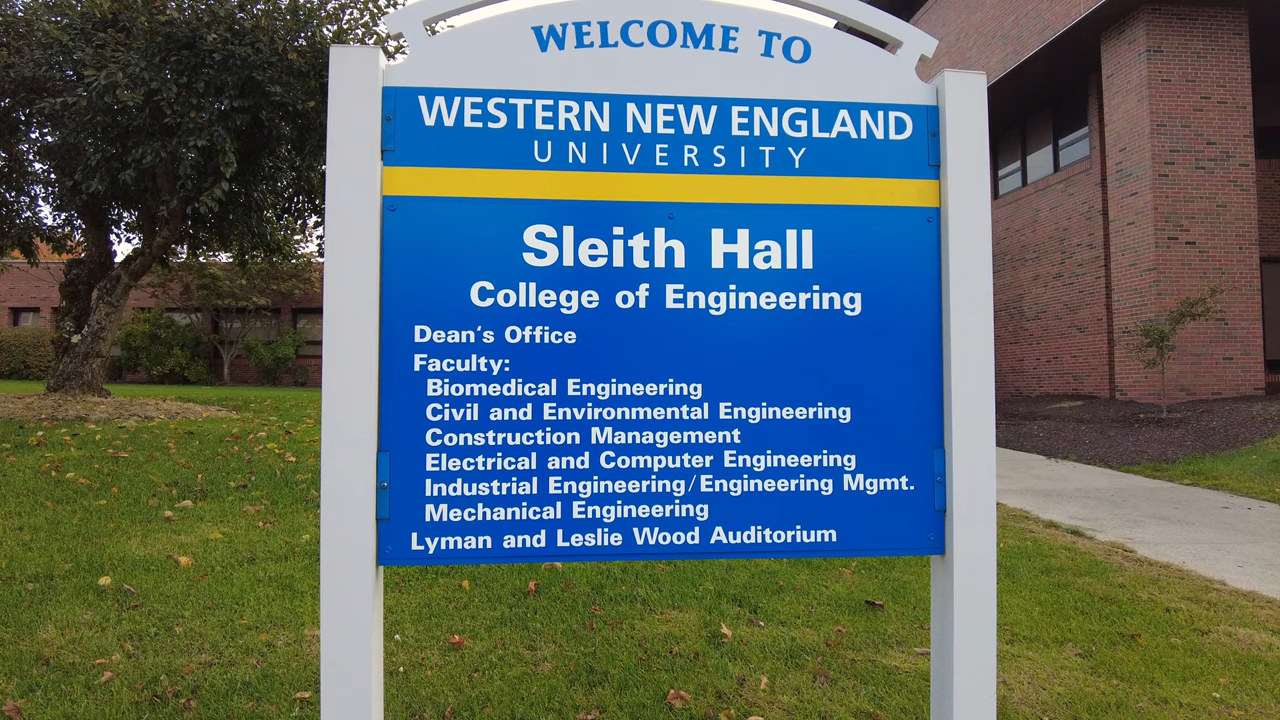 WELCOME TO
WESTERN NEW ENGLAND
UNIVERSITY
Sleith Hall
College of Engineering
Dean's Office
Faculty:
Biomedical Engineering
Civil and Environmental Engineering
Construction Management
Electrical and Computer Engineering
Industrial Engineering/Engineering Mgmt.
Mechanical Engineering
Lyman and Leslie Wood Auditorium